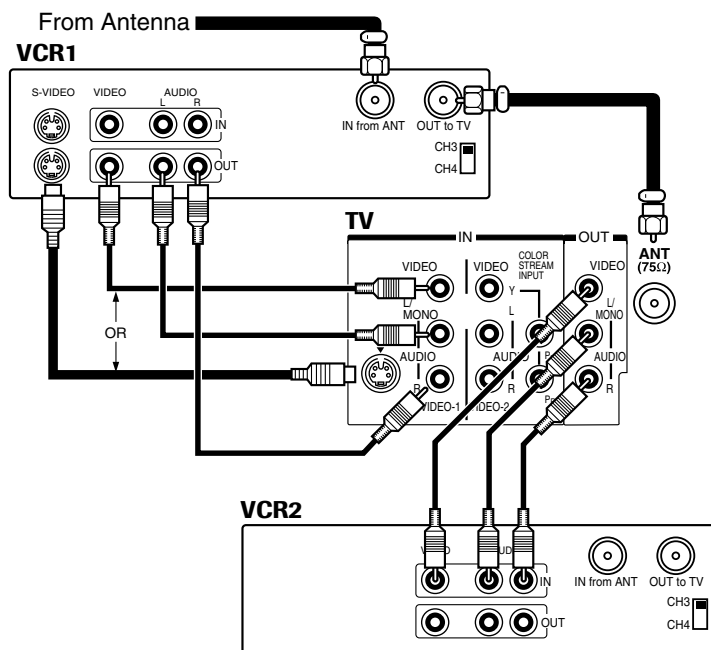 From Antenna
VCR1
S-VIDEO
VIDEO
AUDIO
L
R
IN
OUT
IN from ANT
OUT to TV
CH3
CH4
TV
IN
OUT
ANT
(75Ω)
VIDEO
VIDEO
COLOR
STREAM
INPUT
VIDEO
Y
L/
MONO
L
L/
MONO
OR
AUDIO
AUDIO
AUDIO
R
R
R
VIDEO-1
PR
VCR2
IN
OUT
IN from ANT
OUT to TV
CH3
CH4